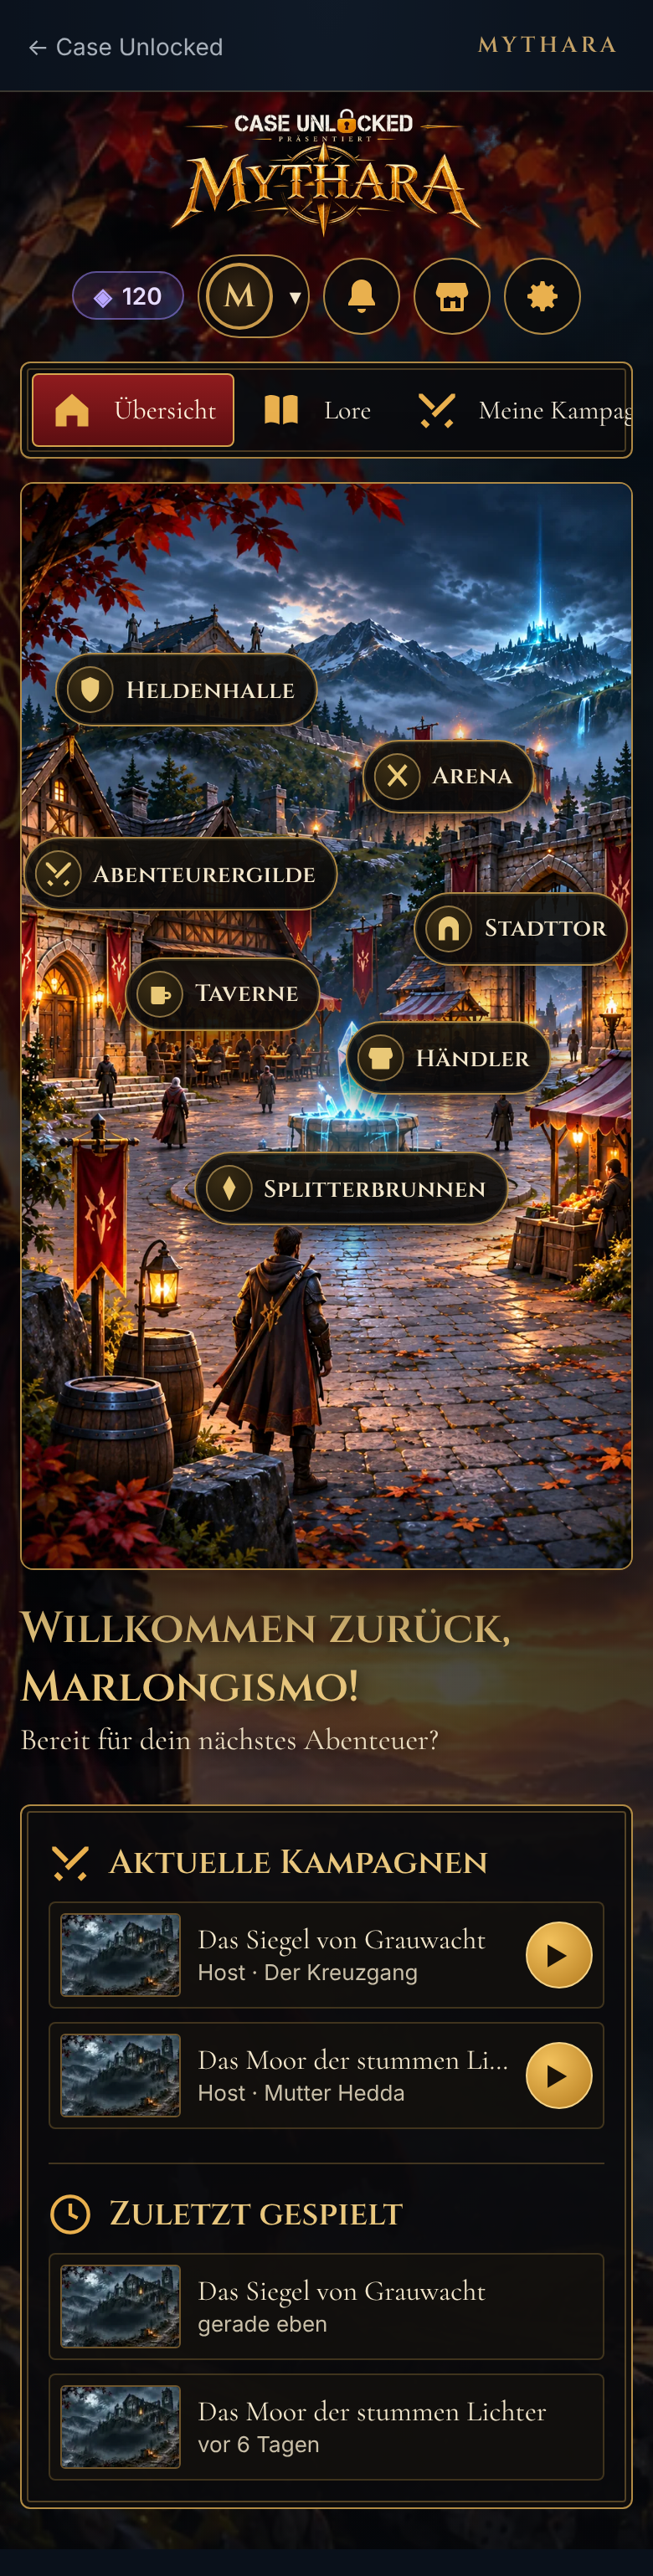 ← Case Unlocked
MYTHARA
CASE UNLOCKED
PRÄSENTIERT
MYTHARA
120
M
Übersicht
Lore
Meine Kampag
HELDENHALLE
ARENA
ABENTEURERGILDE
STADTTOR
TAVERNE
HÄNDLER
SPLITTERBRUNNEN
WILLKOMMEN ZURÜCK,
MARLONGISMO!
Bereit für dein nächstes Abenteuer?
AKTUELLE KAMPAGNEN
Das Siegel von Grauwacht
Host · Der Kreuzgang
Das Moor der stummen Li...
Host · Mutter Hedda
ZULETZT GESPIELT
Das Siegel von Grauwacht
gerade eben
Das Moor der stummen Lichter
vor 6 Tagen